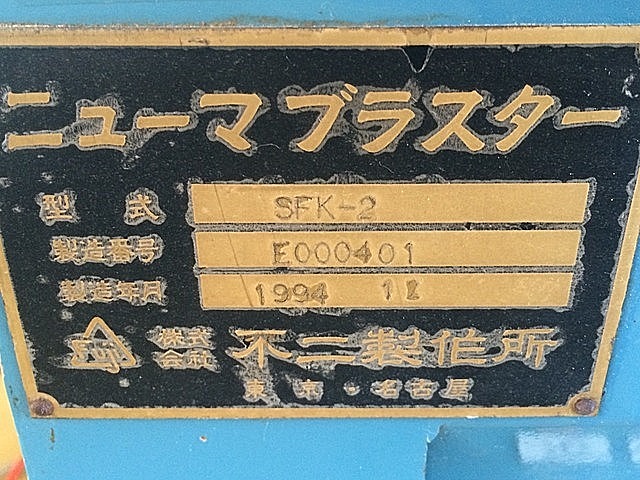 ニューマブラスター
型式 SFK-2
製造番号 E000401
製造年月 1994 12
株式会社 不二製作所
東京・名古屋